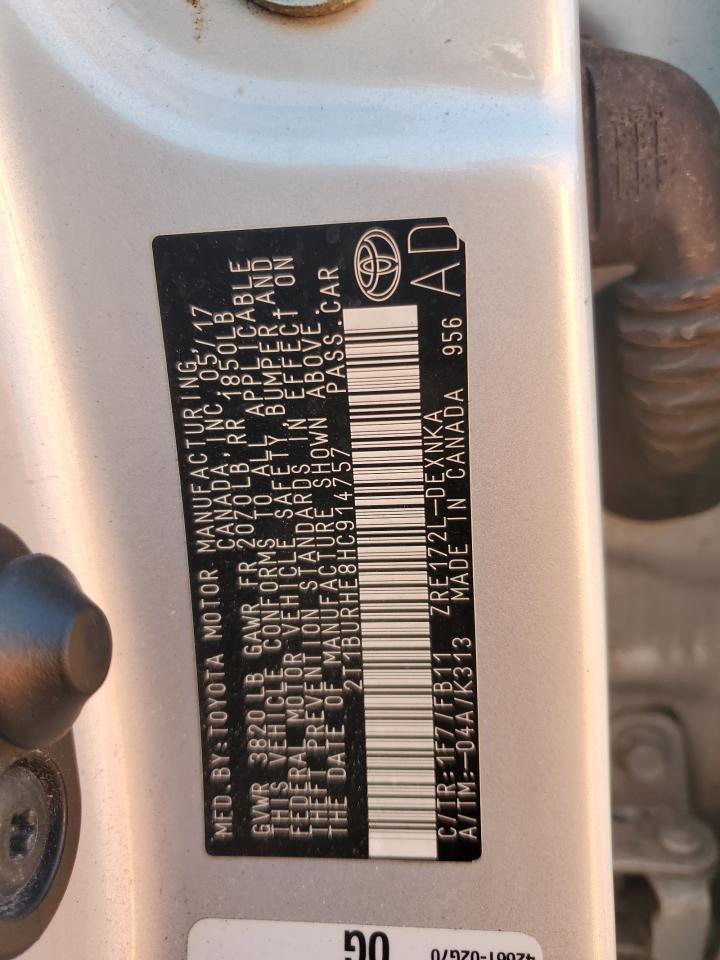 MFD.BY:TOYOTA MOTOR MANUFACTURING
CANADA,INC. 05/17
GVWR 3820 LB GAWR FR 2070LB RR 1850LB
THIS VEHICLE CONFORMS TO ALL APPLICABLE
FEDERAL MOTOR VEHICLE SAFETY, BUMPER, AND
THEFT PREVENTION STANDARDS IN EFFECT ON
THE DATE OF MANUFACTURE SHOWN ABOVE.
2T1BURHE8HC914757 PASS.CAR
C/TR:1F7/FB11 ZRE172L-DEXNKA
A/TM:-04A/K313 MADE IN CANADA 956
AD
0G
42661-02G70